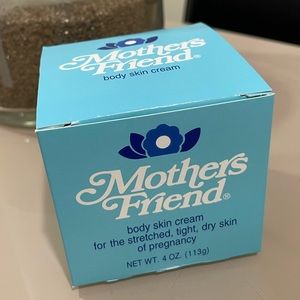 Mothers
Friend®
body skin cream
Mothers
Friend®
body skin cream
for the stretched, tight, dry skin
of pregnancy
NET WT. 4 OZ. (113g)